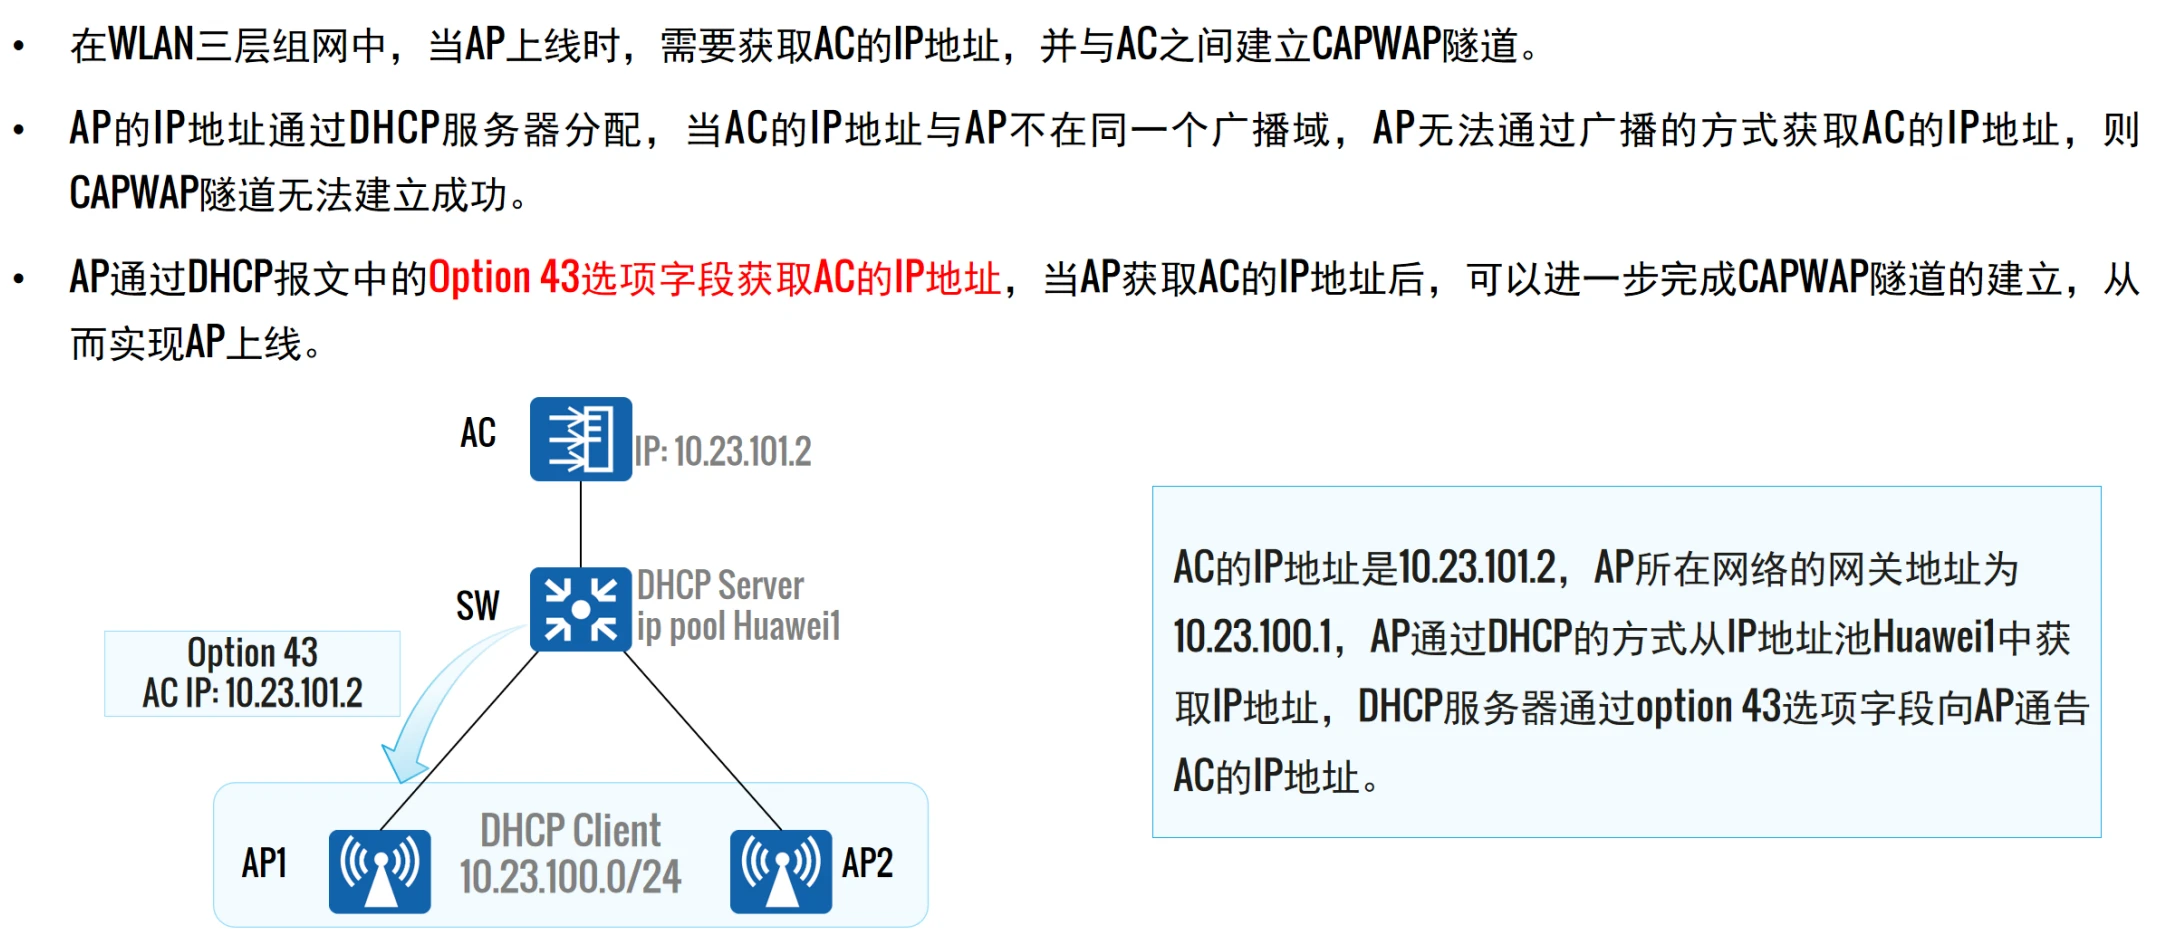 • 在WLAN三层组网中，当AP上线时，需要获取AC的IP地址，并与AC之间建立CAPWAP隧道。
• AP的IP地址通过DHCP服务器分配，当AC的IP地址与AP不在同一个广播域，AP无法通过广播的方式获取AC的IP地址，则
CAPWAP隧道无法建立成功。
• AP通过DHCP报文中的Option 43选项字段获取AC的IP地址，当AP获取AC的IP地址后，可以进一步完成CAPWAP隧道的建立，从
而实现AP上线。
AC
IP: 10.23.101.2
SW
DHCP Server
ip pool Huawei1
Option 43
AC IP: 10.23.101.2
AP1
DHCP Client
10.23.100.0/24
AP2
AC的IP地址是10.23.101.2，AP所在网络的网关地址为
10.23.100.1，AP通过DHCP的方式从IP地址池Huawei1中获
取IP地址，DHCP服务器通过option 43选项字段向AP通告
AC的IP地址。